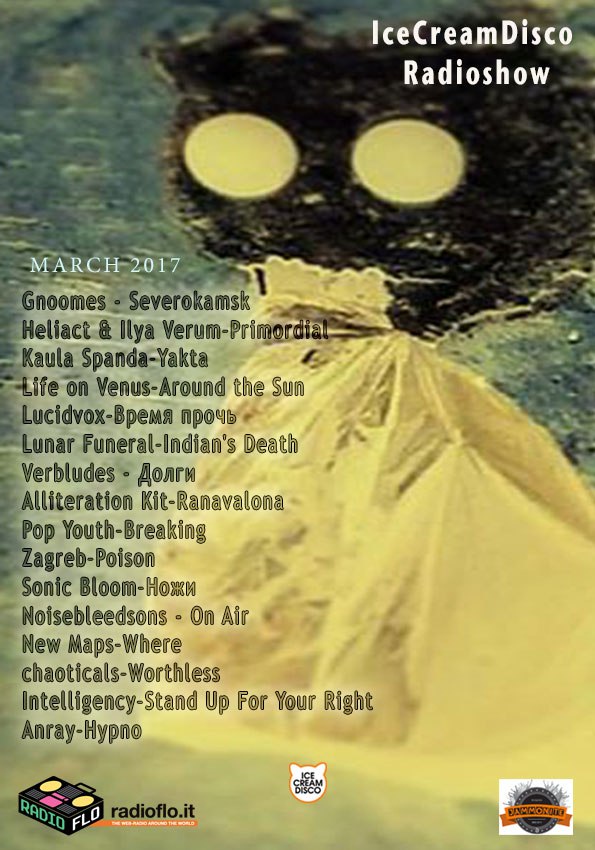 IceCreamDisco
Radioshow
MARCH 2017
Gnoomes - Severokamsk
Heliact & Ilya Verum-Primordial
Kaula Spanda-Yakta
Life on Venus-Around the Sun
Lucidvox-Время прочь
Lunar Funeral-Indian's Death
Verbludes - Долги
Alliteration Kit-Ranavalona
Pop Youth-Breaking
Zagreb-Poison
Sonic Bloom-Ножи
Noisebleedsons - On Air
New Maps-Where
chaoticals-Worthless
Intelligency-Stand Up For Your Right
Anray-Hypno
RADIO FLO
radioflo.it
THE WEB-RADIO AROUND THE WORLD
ICE
CREAM
DISCO
JAMMONITE